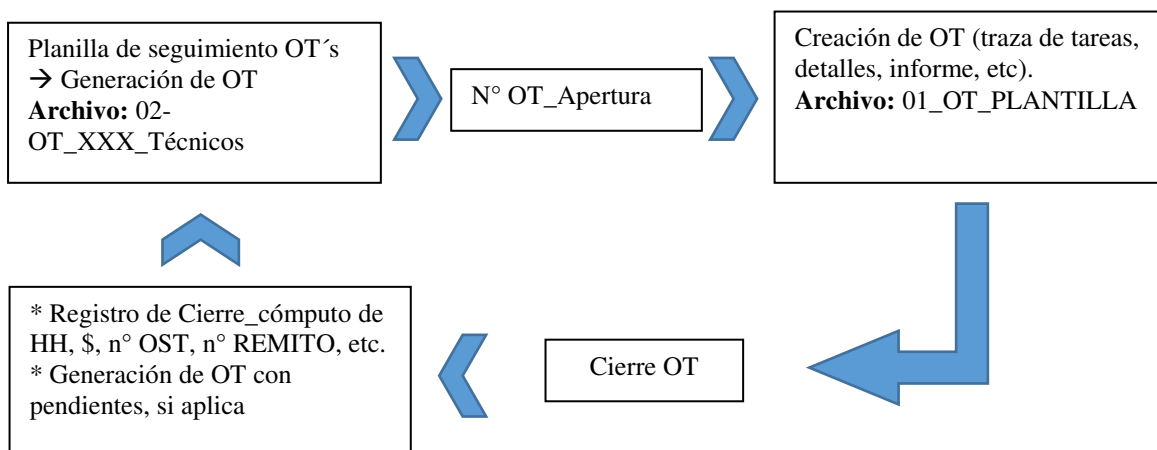 Planilla de seguimiento OT´s
→ Generación de OT
Archivo: 02-
OT_XXX_Técnicos
N° OT_Apertura
Creación de OT (traza de tareas,
detalles, informe, etc).
Archivo: 01_OT_PLANTILLA
* Registro de Cierre_cómputo de
HH, $, n° OST, n° REMITO, etc.
* Generación de OT con
pendientes, si aplica
Cierre OT